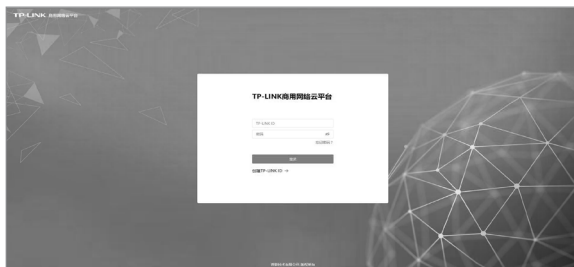 TP-LINK 商用网络云平台
TP-LINK商用网络云平台
TP-LINK ID
密码
忘记密码？
登录
创建TP-LINK ID →